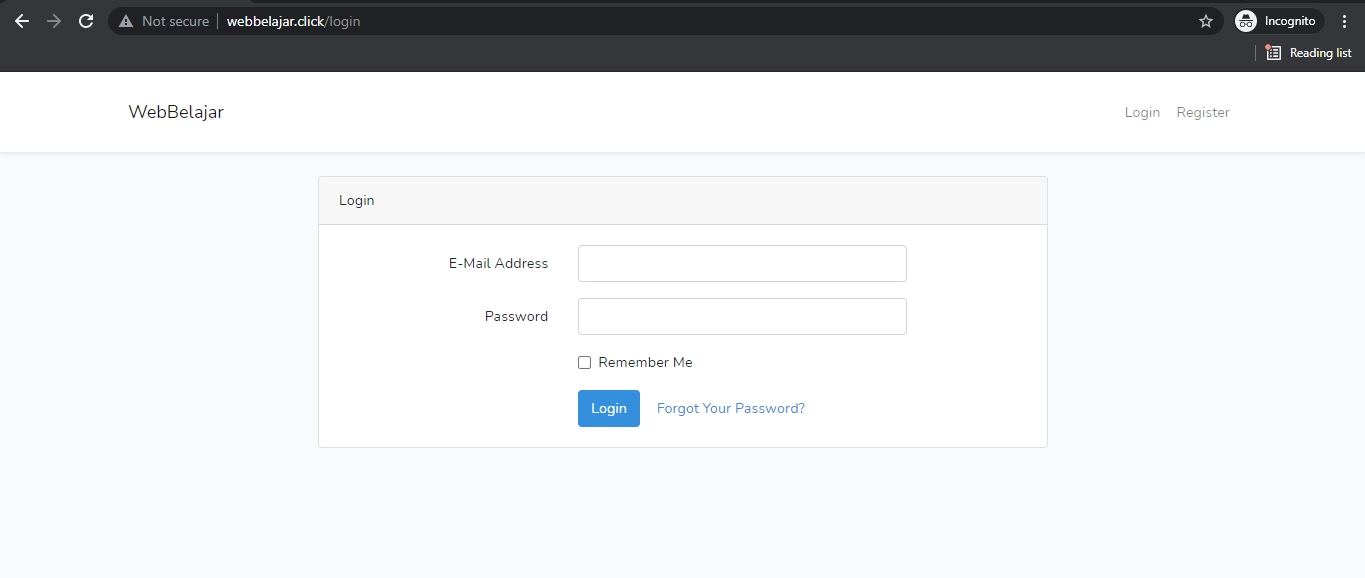 Not secure webbelajar.click/login Incognito
Reading list
WebBelajar Login Register
Login
E-Mail Address
Password
Remember Me
Login Forgot Your Password?